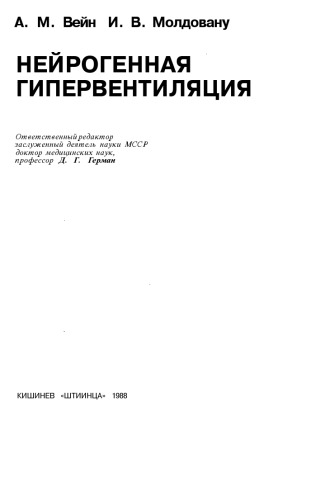 А. М. Вейн И. В. Молдовану
НЕЙРОГЕННАЯ
ГИПЕРВЕНТИЛЯЦИЯ
Ответственный редактор
заслуженный деятель науки МССР
доктор медицинских наук,
профессор Д. Г. Герман
КИШИНЕВ «ШТИИНЦА» 1988